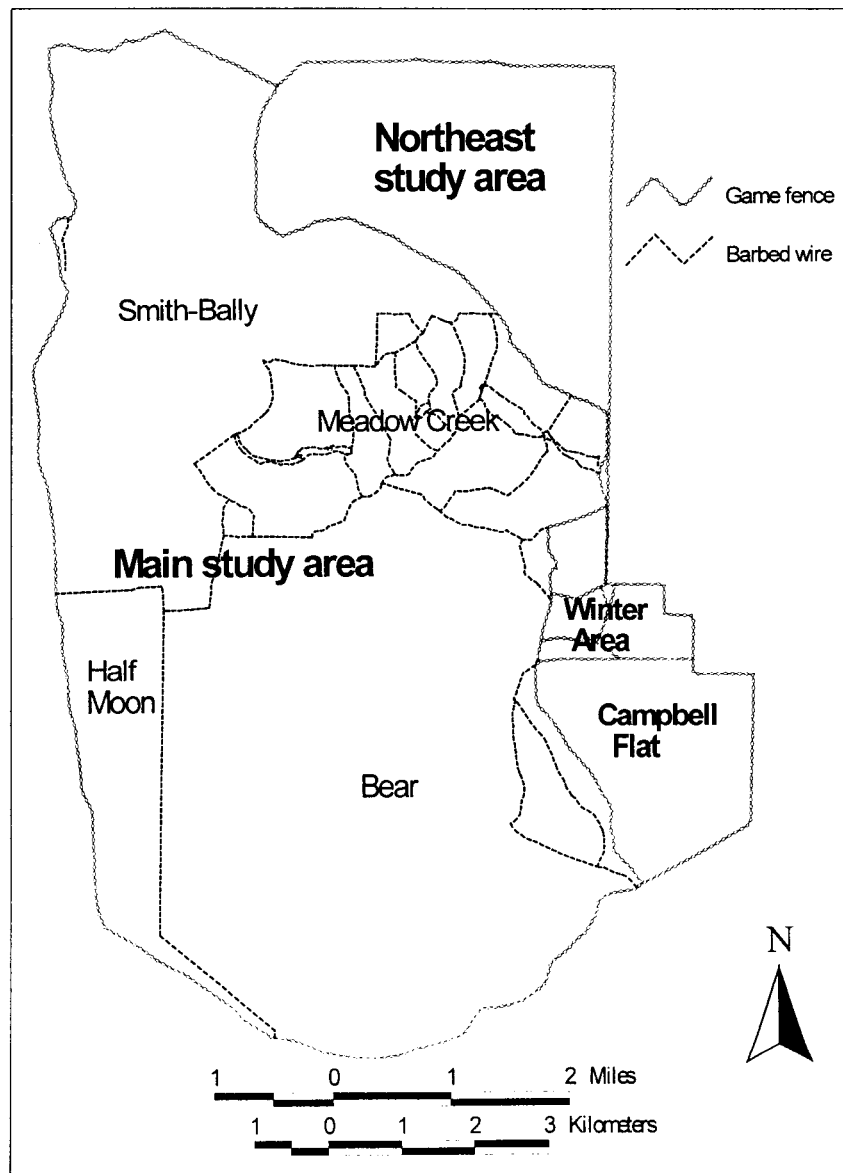 Northeast
study area
Game fence
Barbed wire
Smith-Bally
Meadow Creek
Main study area
Winter
Area
Half
Moon
Campbell
Flat
Bear
N
1 0 1 2 Miles
1 0 1 2 3 Kilometers